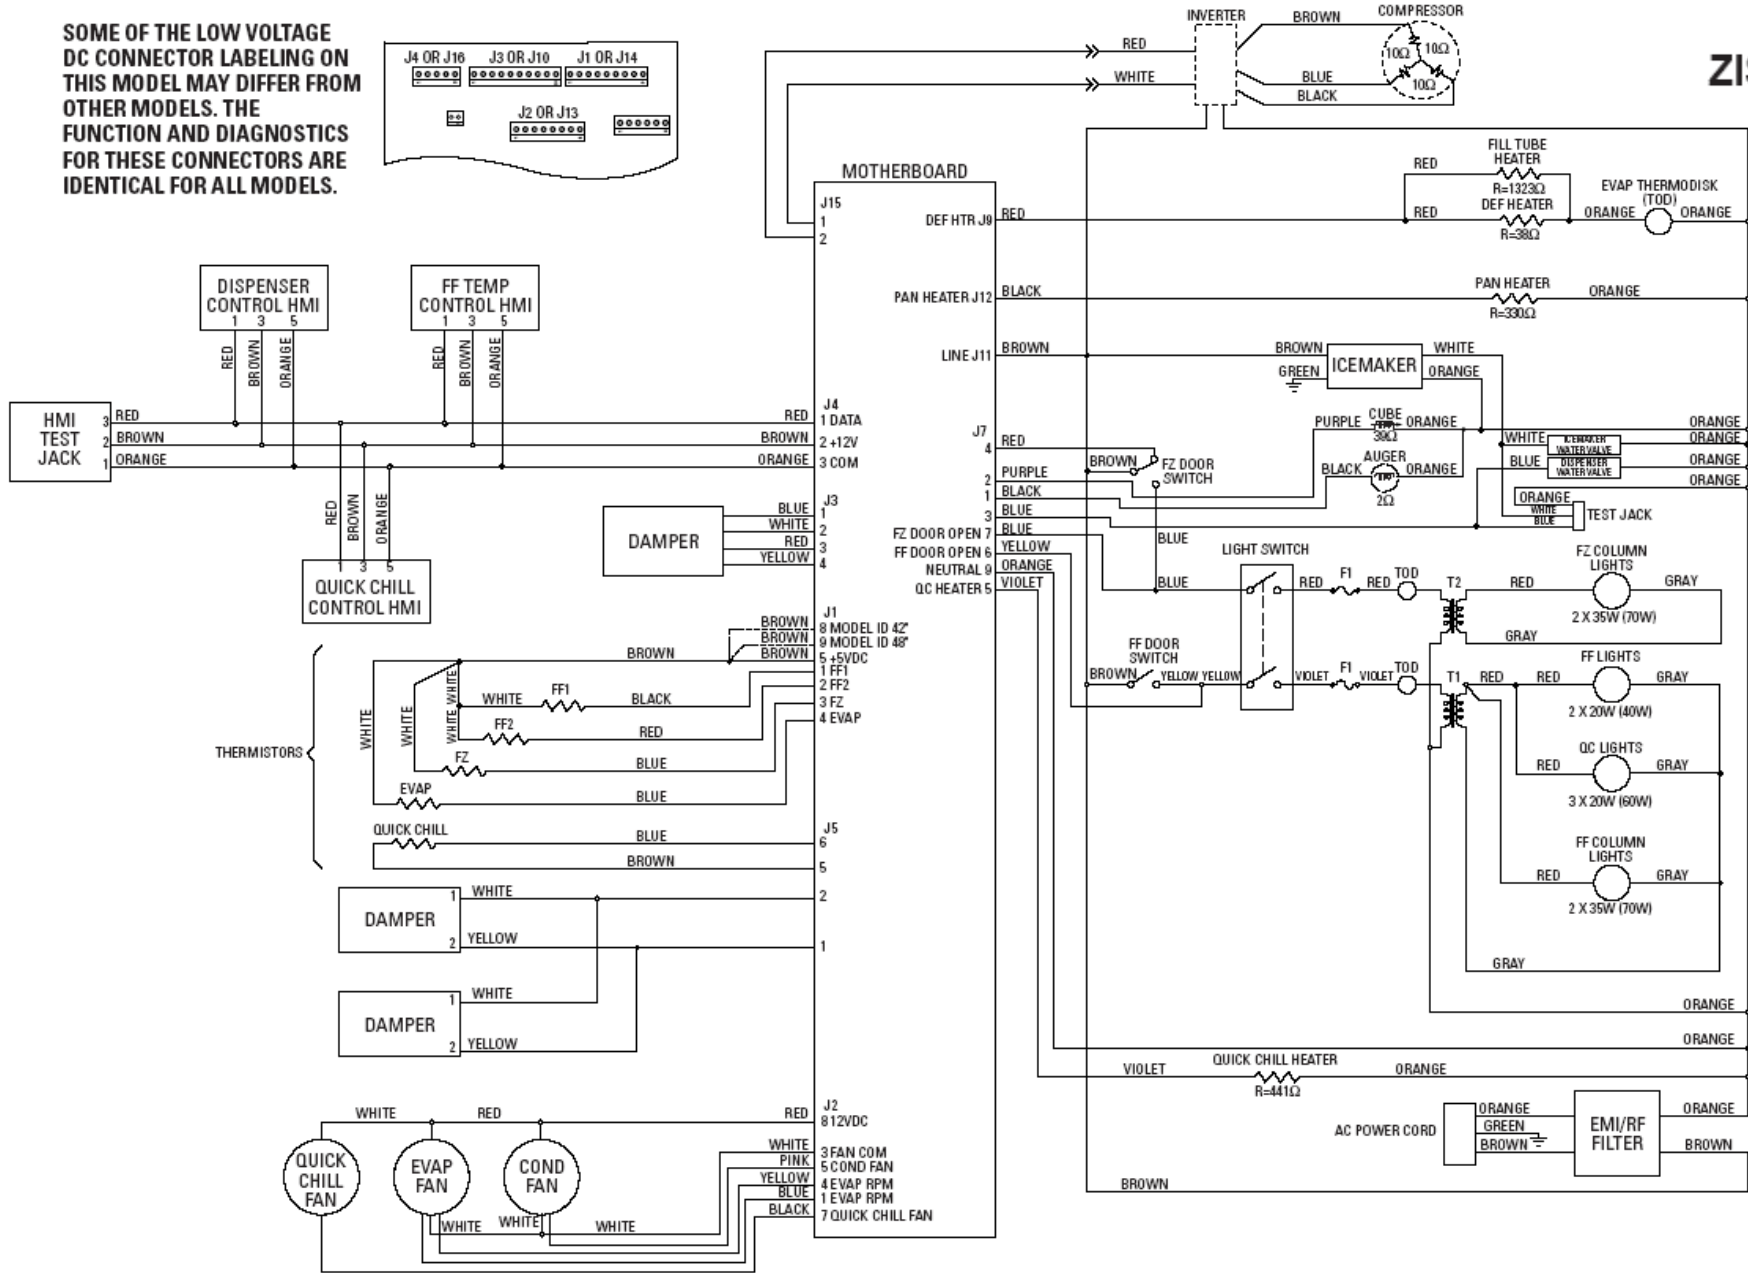 SOME OF THE LOW VOLTAGE
DC CONNECTOR LABELING ON
THIS MODEL MAY DIFFER FROM
OTHER MODELS. THE
FUNCTION AND DIAGNOSTICS
FOR THESE CONNECTORS ARE
IDENTICAL FOR ALL MODELS.
J4 OR J16
J3 OR J10
J1 OR J14
J2 OR J13
INVERTER
BROWN
COMPRESSOR
RED
WHITE
BLUE
BLACK
10Ω
10Ω
10Ω
ZIS
MOTHERBOARD
J15
1
2
DEF HTR J9
RED
RED
FILL TUBE
HEATER
R=1323Ω
RED
DEF HEATER
R=38Ω
ORANGE
EVAP THERMODISK
(TOD)
ORANGE
PAN HEATER J12
BLACK
PAN HEATER
R=330Ω
ORANGE
LINE J11
BROWN
BROWN
GREEN
ICEMAKER
WHITE
ORANGE
DISPENSER
CONTROL HMI
1 3 5
RED
BROWN
ORANGE
FF TEMP
CONTROL HMI
1 3 5
RED
BROWN
ORANGE
HMI
TEST
JACK
3
2
1
RED
BROWN
ORANGE
J4
RED 1 DATA
BROWN 2 +12V
ORANGE 3 COM
RED
BROWN
ORANGE
1 3 5
QUICK CHILL
CONTROL HMI
DAMPER
J3
BLUE 1
WHITE 2
RED 3
YELLOW 4
J7
4 RED
2 PURPLE
1 BLACK
3 BLUE
FZ DOOR OPEN 7 BLUE
FF DOOR OPEN 6 YELLOW
NEUTRAL 9 ORANGE
QC HEATER 5 VIOLET
BROWN
FZ DOOR
SWITCH
BLUE
PURPLE
CUBE
39Ω
ORANGE
ORANGE
BLACK
AUGER
2Ω
ORANGE
WHITE
ICEMAKER
WATER VALVE
ORANGE
BLUE
DISPENSER
WATER VALVE
ORANGE
ORANGE
ORANGE
WHITE
BLUE
TEST JACK
LIGHT SWITCH
BLUE
RED
F1
RED
TOD
T2
RED
FZ COLUMN
LIGHTS
2 X 35W (70W)
GRAY
GRAY
FF DOOR
SWITCH
BROWN
YELLOW
YELLOW
VIOLET
F1
VIOLET
TOD
T1
RED
FF LIGHTS
2 X 20W (40W)
GRAY
QC LIGHTS
RED
GRAY
3 X 20W (60W)
FF COLUMN
LIGHTS
RED
GRAY
2 X 35W (70W)
GRAY
ORANGE
ORANGE
J1
BROWN 8 MODEL ID 42"
BROWN 9 MODEL ID 48"
BROWN
BROWN 5 +5VDC
1 FF1
2 FF2
3 FZ
4 EVAP
THERMISTORS
WHITE
WHITE
WHITE
WHITE
WHITE
FF1
BLACK
FF2
RED
FZ
BLUE
EVAP
BLUE
QUICK CHILL
BLUE
BROWN
J5
6
5
2
1
DAMPER
1 WHITE
2 YELLOW
DAMPER
1 WHITE
2 YELLOW
VIOLET
QUICK CHILL HEATER
R=441Ω
ORANGE
AC POWER CORD
ORANGE
GREEN
BROWN
EMI/RF
FILTER
ORANGE
BROWN
BROWN
J2
WHITE
RED
RED 8 12VDC
WHITE 3 FAN COM
PINK 5 COND FAN
YELLOW 4 EVAP RPM
BLUE 1 EVAP RPM
BLACK 7 QUICK CHILL FAN
QUICK
CHILL
FAN
EVAP
FAN
COND
FAN
WHITE
WHITE
WHITE